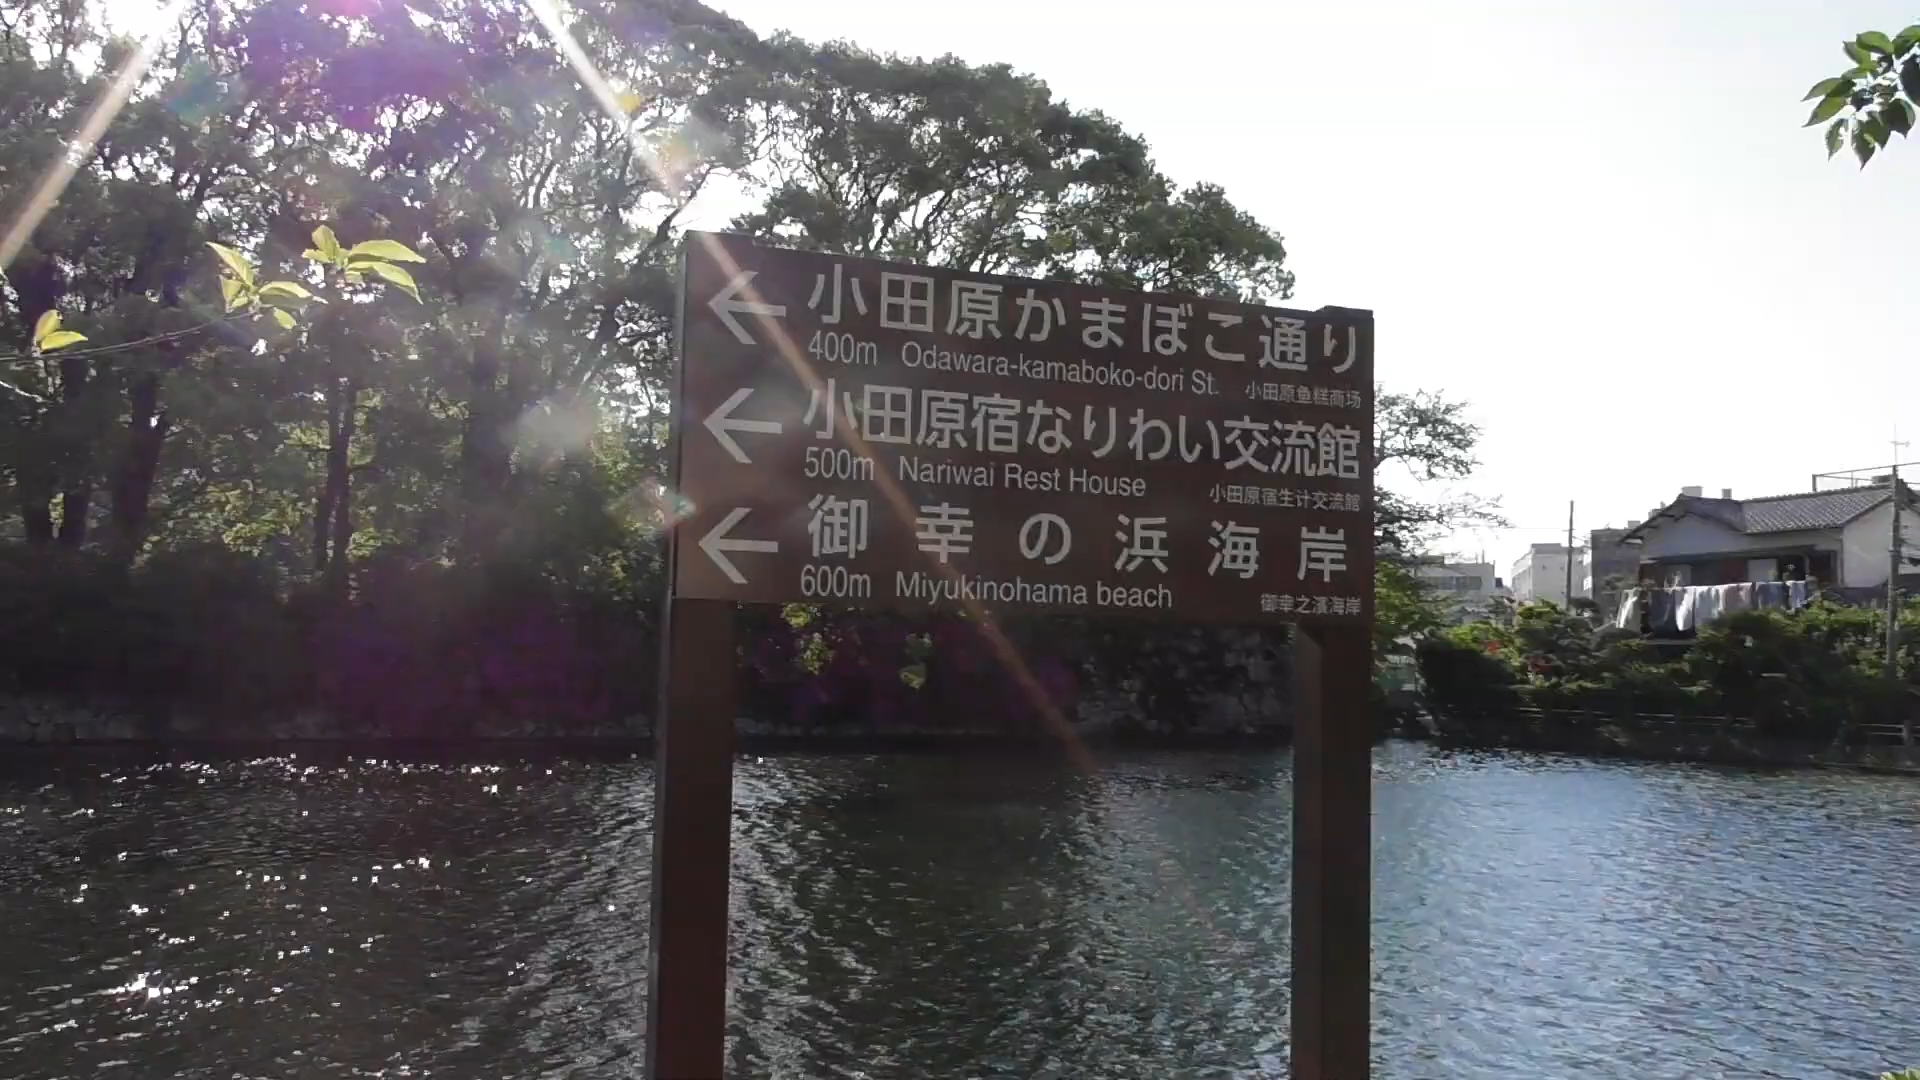 ← 小田原かまぼこ通り
400m Odawara-kamaboko-dori St. 小田原鱼糕商场
← 小田原宿なりわい交流館
500m Nariwai Rest House 小田原宿生计交流館
← 御幸の浜海岸
600m Miyukinohama beach 御幸之濱海岸